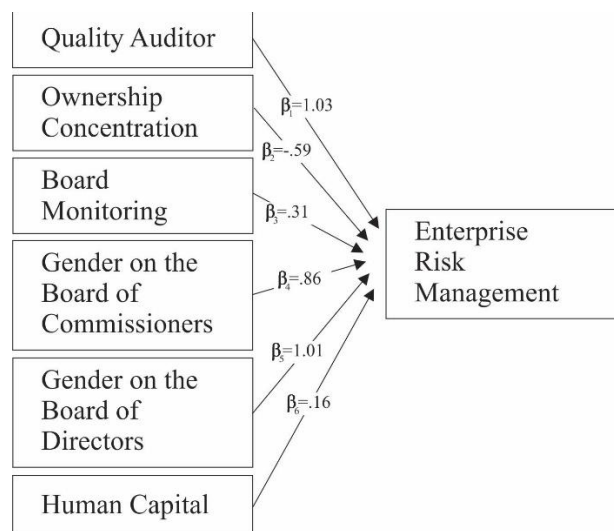 Quality Auditor
Ownership
Concentration
Board
Monitoring
Gender on the
Board of
Commissioners
Gender on the
Board of
Directors
Human Capital
β₁=1.03
β₂=-.59
β₃=.31
β₄=.86
β₅=1.01
β₆=.16
Enterprise
Risk
Management